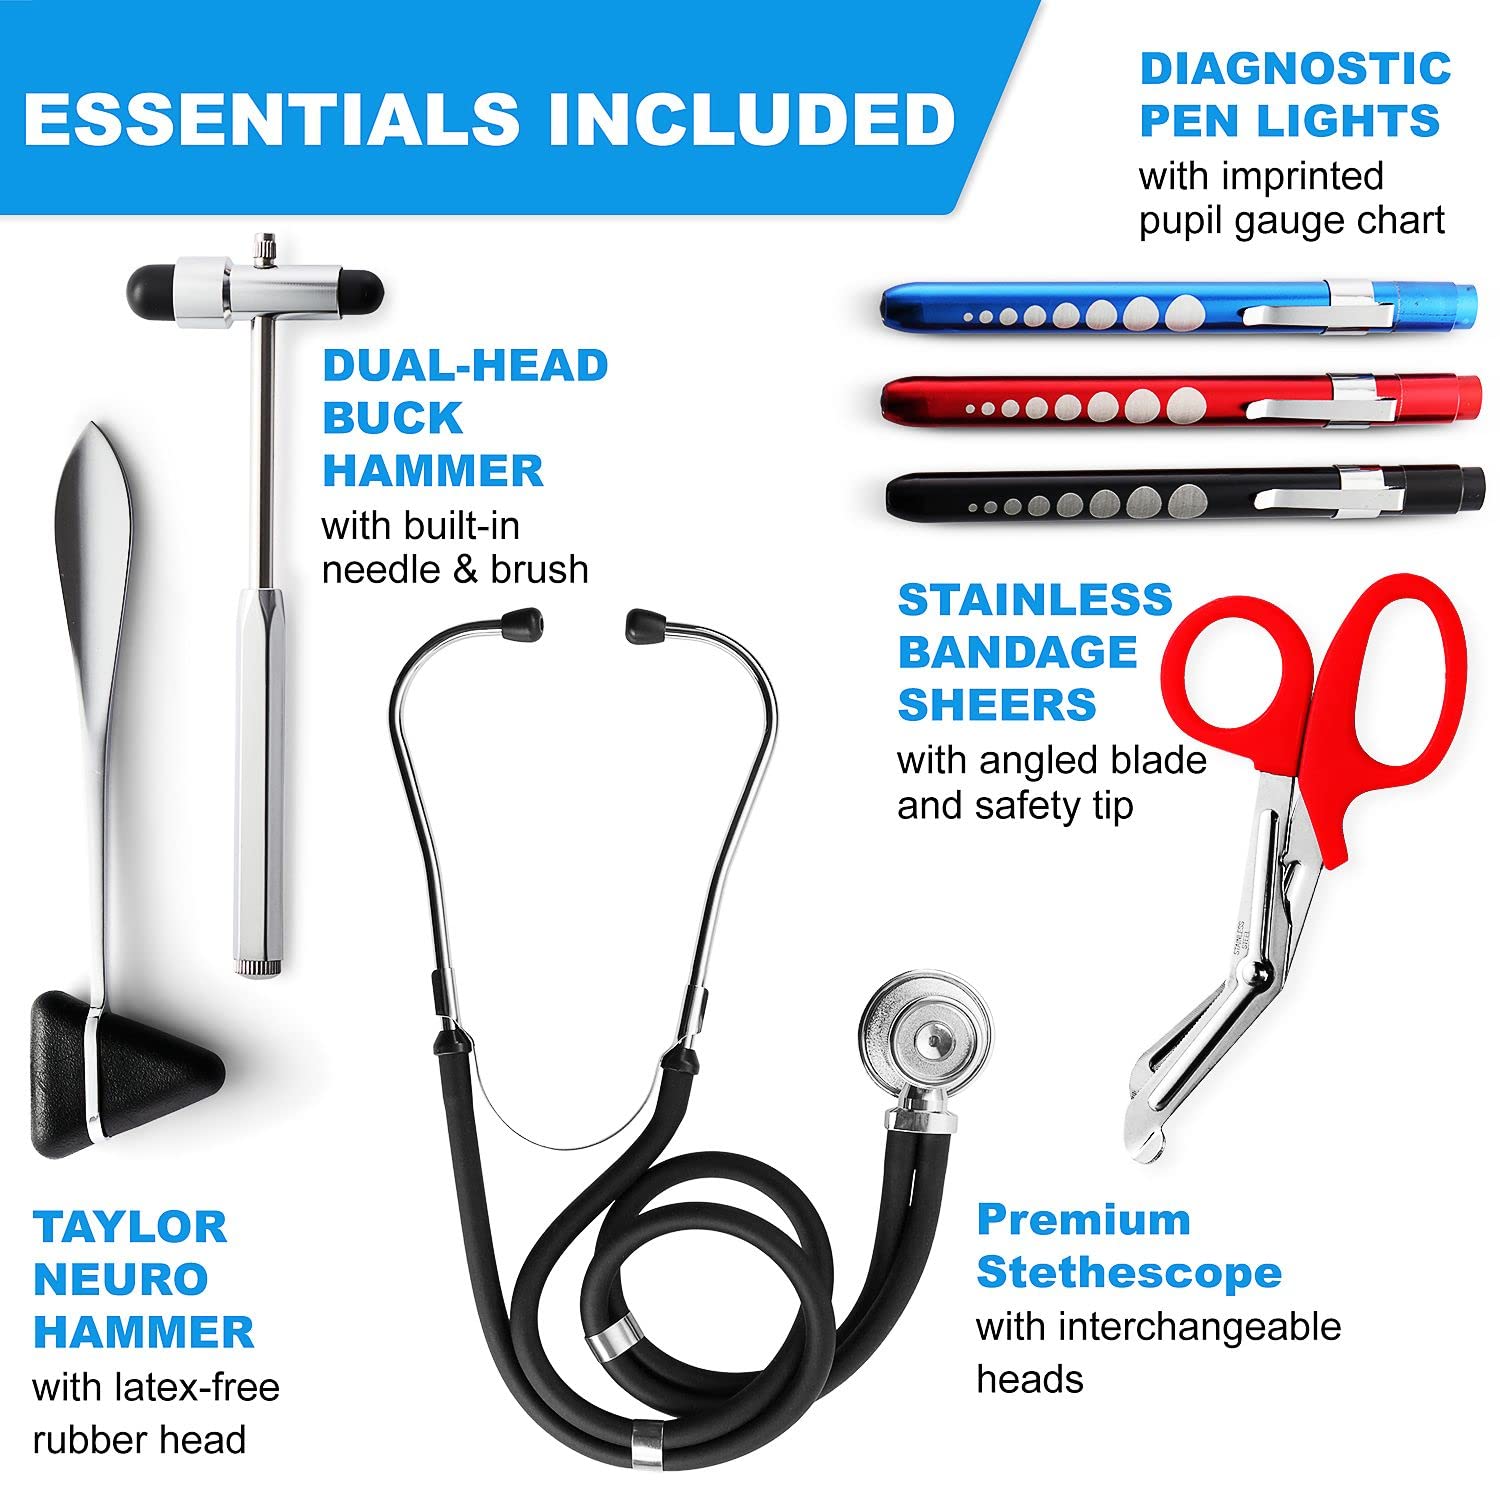 ESSENTIALS INCLUDED
DIAGNOSTIC
PEN LIGHTS
with imprinted
pupil gauge chart
DUAL-HEAD
BUCK
HAMMER
with built-in
needle & brush
STAINLESS
BANDAGE
SHEERS
with angled blade
and safety tip
STAINLESS
STEEL
TAYLOR
NEURO
HAMMER
with latex-free
rubber head
Premium
Stethescope
with interchangeable
heads